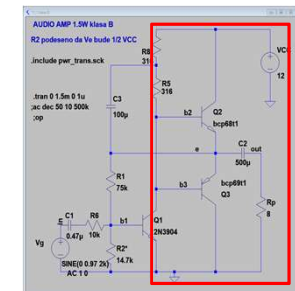 AUDIO AMP 1.5W klasa B
R2 podeseno da Ve bude 1/2 VCC
R8
VCC
.include pwr_trans.sck
R5
316
12
.tran 0 1.5m 0 1u
;ac dec 50 10 500k
;op
C3
100µ
b2
Q2
bcp68t1
C2
e
out
500µ
R1
75k
b3
bcp69t1
Q3
Rp
8
in
C1
R6
b1
Q1
0.47µ
10k
2N3904
Vg
R2*
14.7k
SINE(0 0.97 2k)
AC 1 0